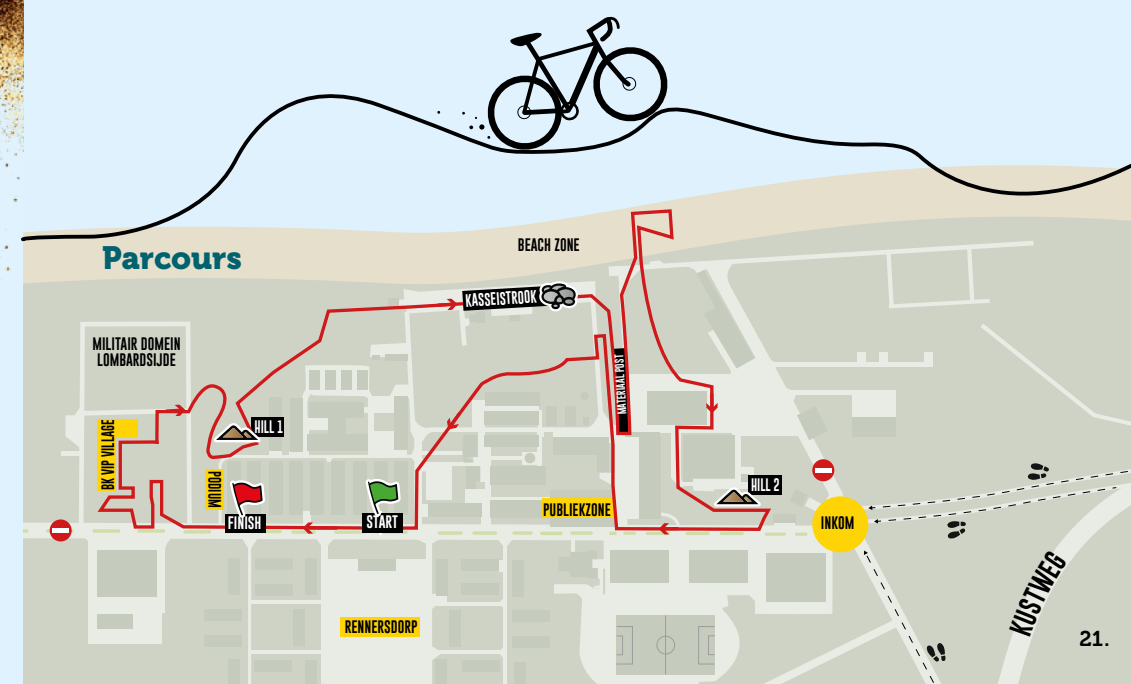 Parcours
BEACH ZONE
KASSEISTROOK
MILITAIR DOMEIN
LOMBARDSIJDE
MATERIAAL POST
HILL 1
BK VIP VILLAGE
PODIUM
HILL 2
FINISH
START
PUBLIEKZONE
INKOM
KUSTWEG
RENNERSDORP
21.